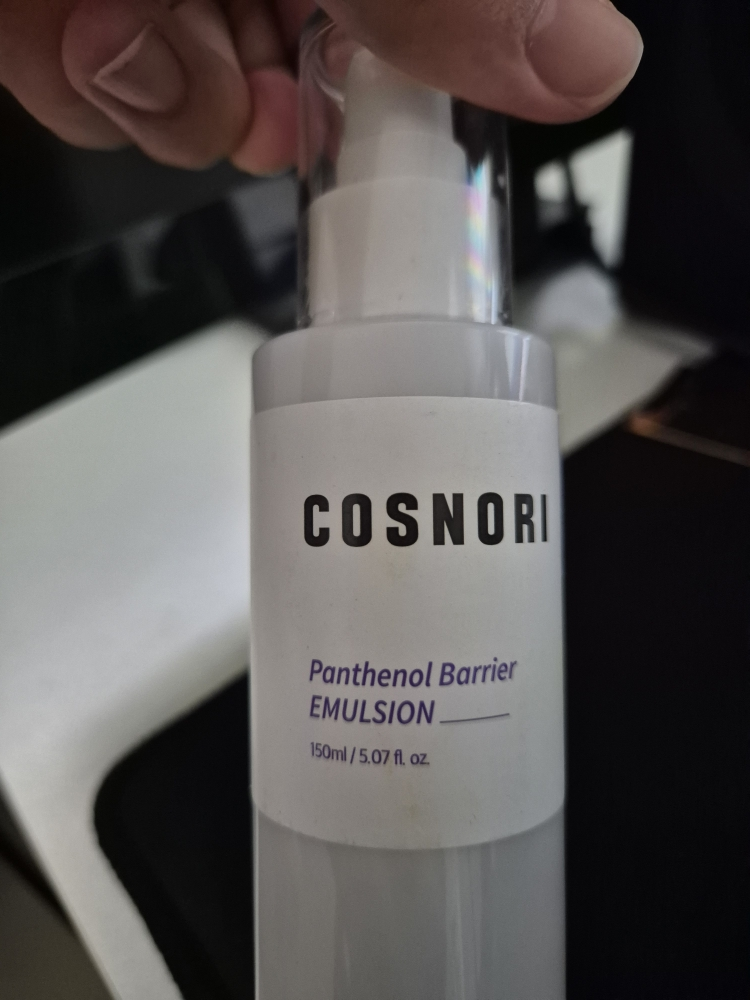 COSNORI
Panthenol Barrier
EMULSION
150ml / 5.07 fl. oz.